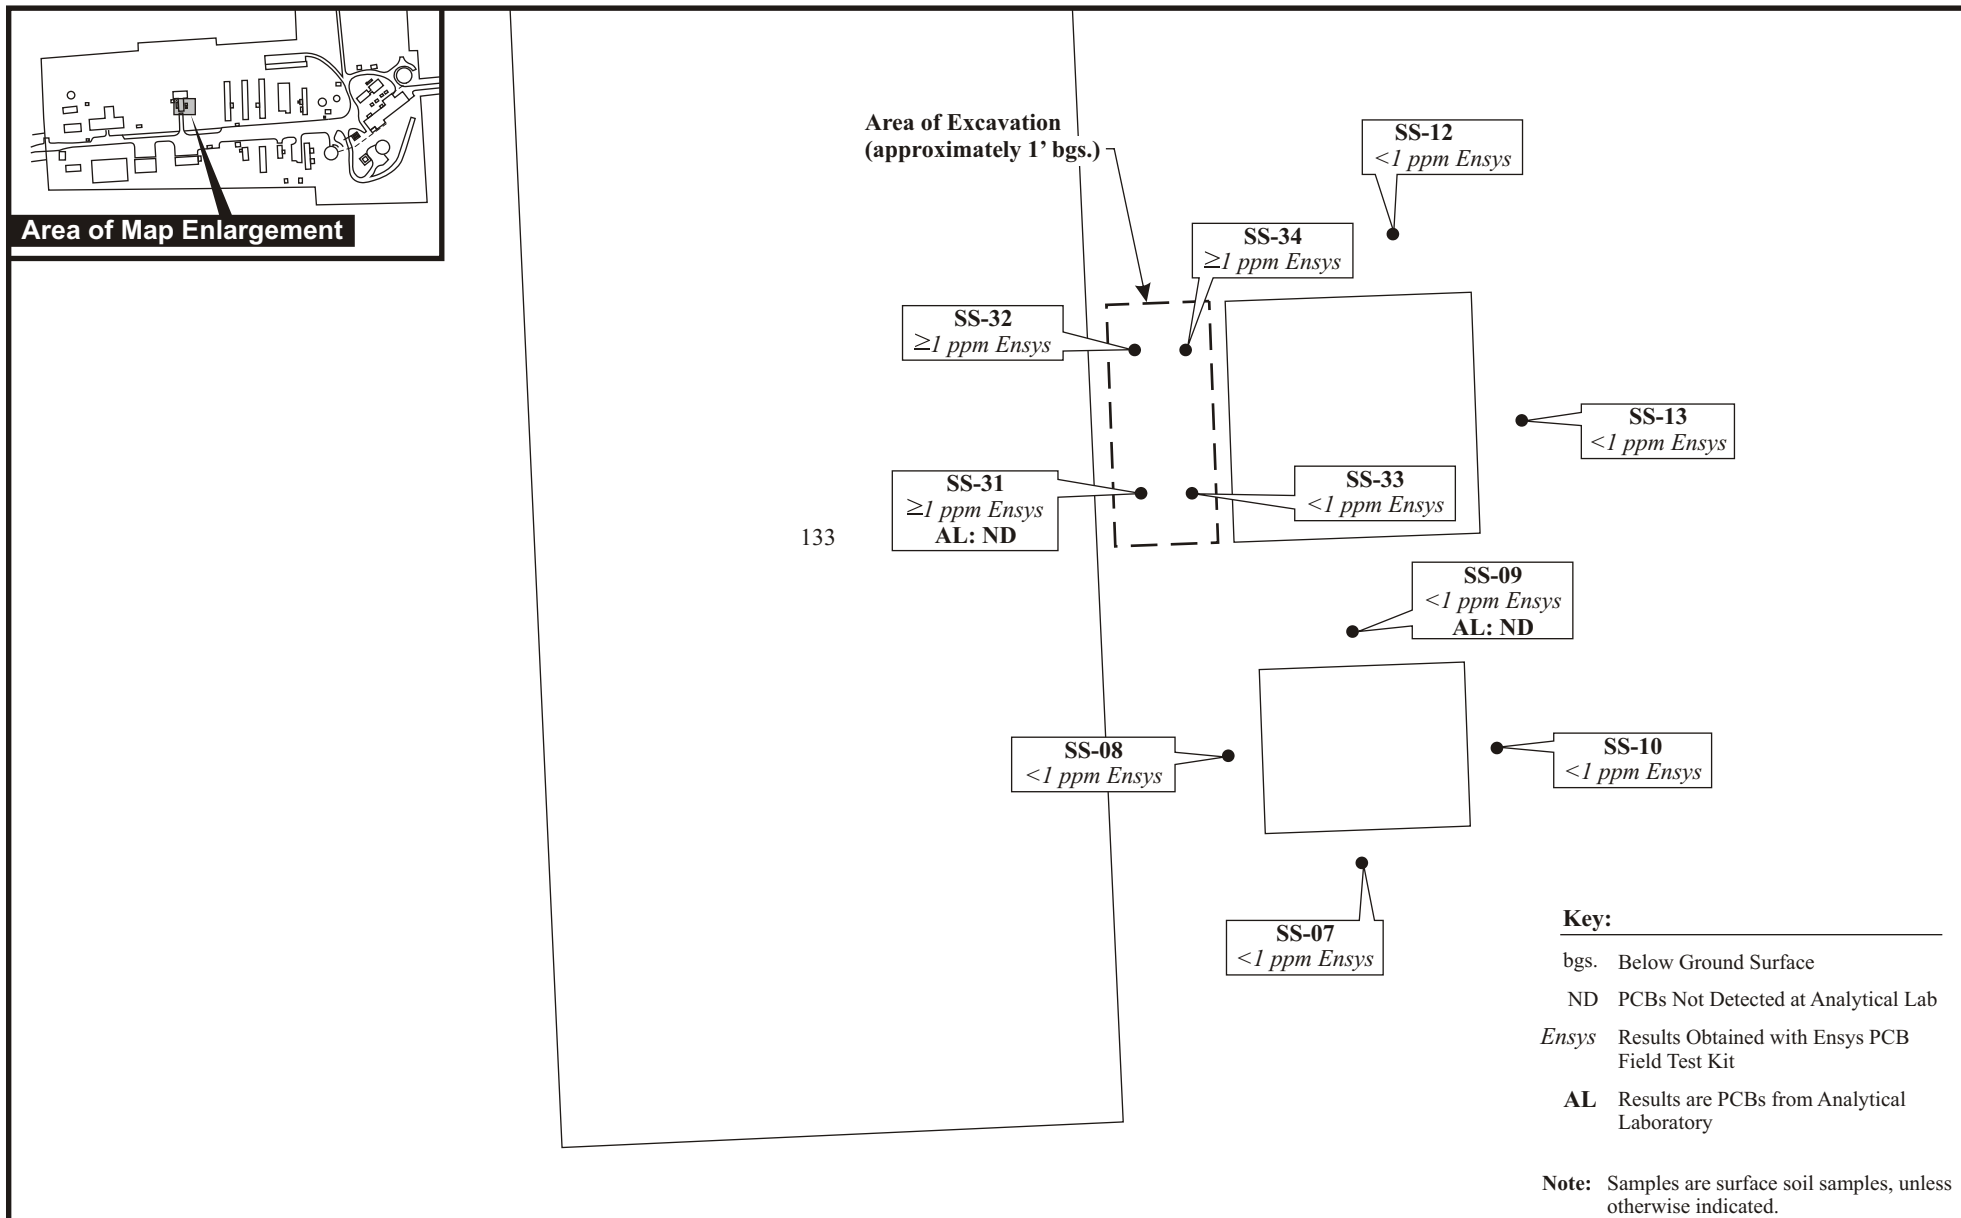 Area of Map Enlargement
Area of Excavation
(approximately 1’ bgs.)
SS-12
<1 ppm Ensys
SS-34
≥1 ppm Ensys
SS-32
≥1 ppm Ensys
SS-13
<1 ppm Ensys
SS-31
≥1 ppm Ensys
AL: ND
SS-33
<1 ppm Ensys
133
SS-09
<1 ppm Ensys
AL: ND
SS-08
<1 ppm Ensys
SS-10
<1 ppm Ensys
SS-07
<1 ppm Ensys
Key:
bgs. Below Ground Surface
ND PCBs Not Detected at Analytical Lab
Ensys Results Obtained with Ensys PCB
Field Test Kit
AL Results are PCBs from Analytical
Laboratory
Note: Samples are surface soil samples, unless
otherwise indicated.